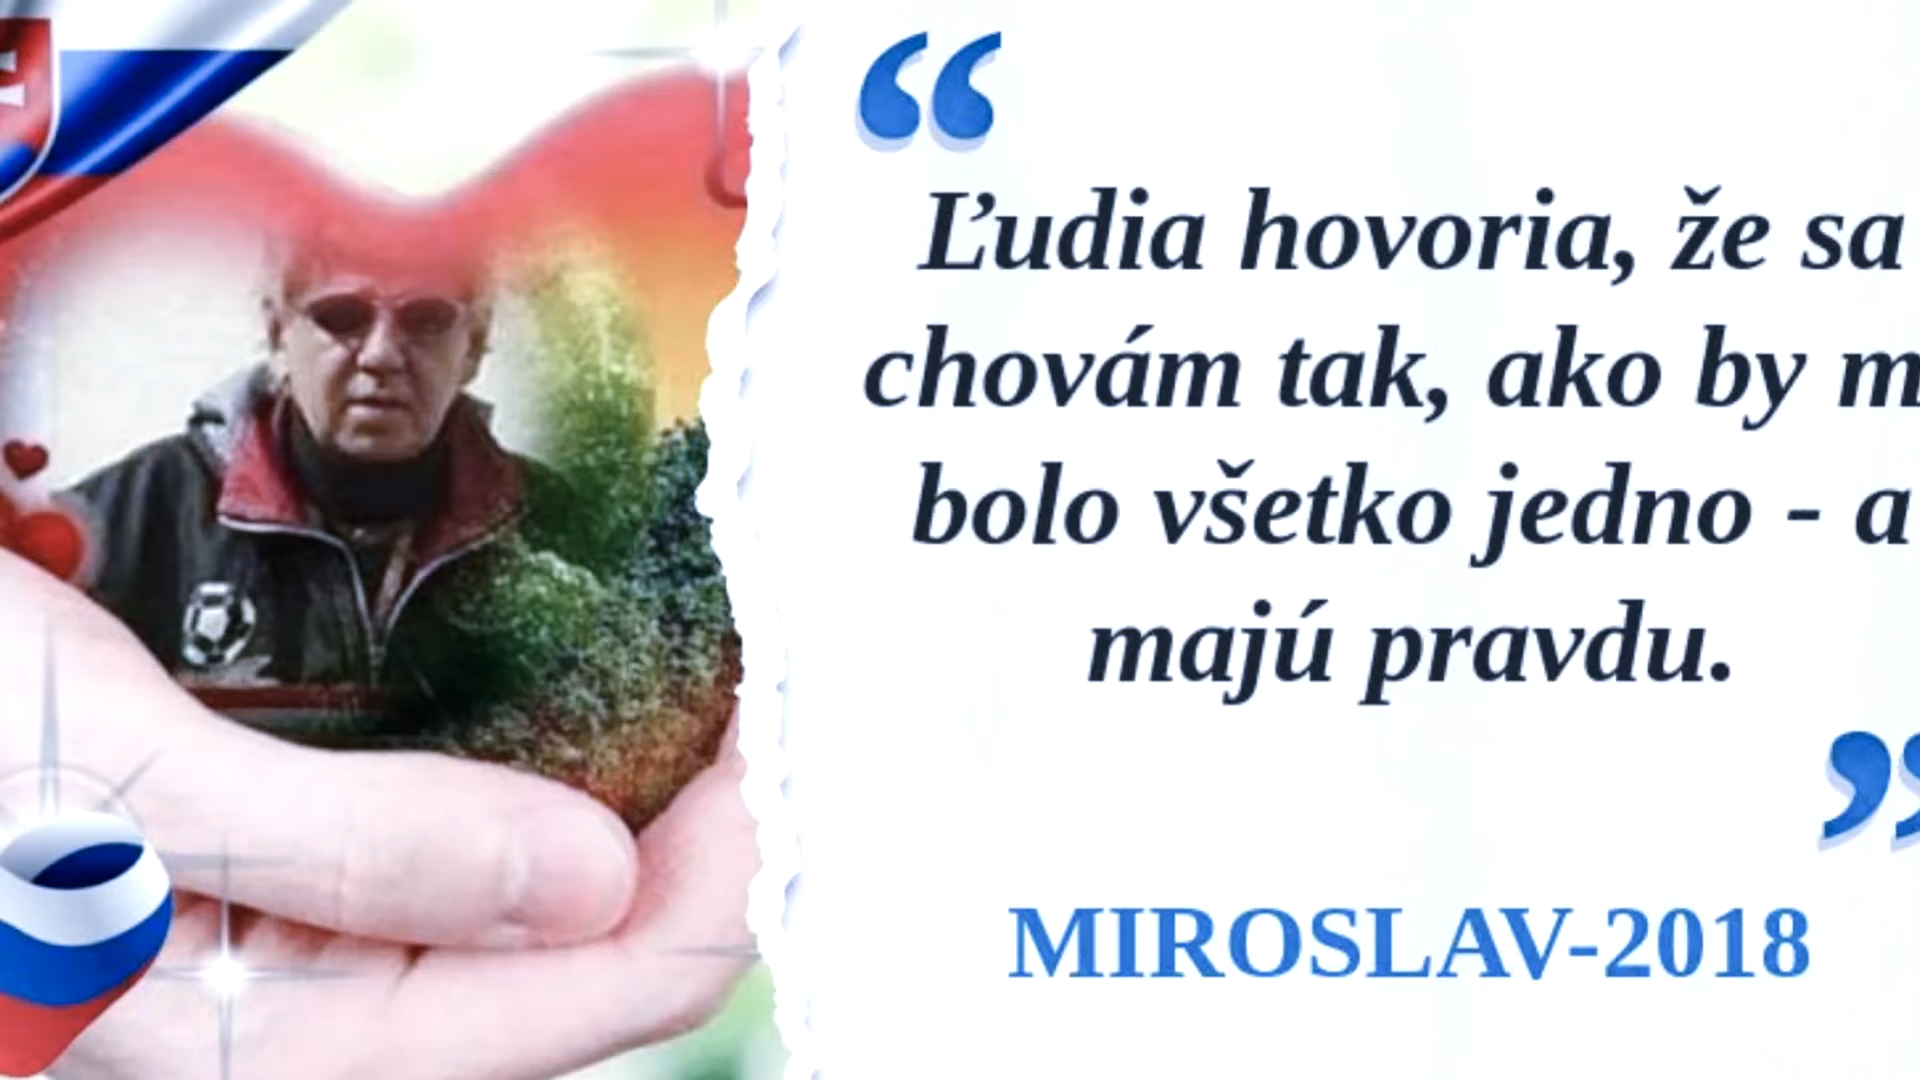 “
Ľudia hovoria, že sa
chovám tak, ako by m
bolo všetko jedno - a
majú pravdu.
”
MIROSLAV-2018